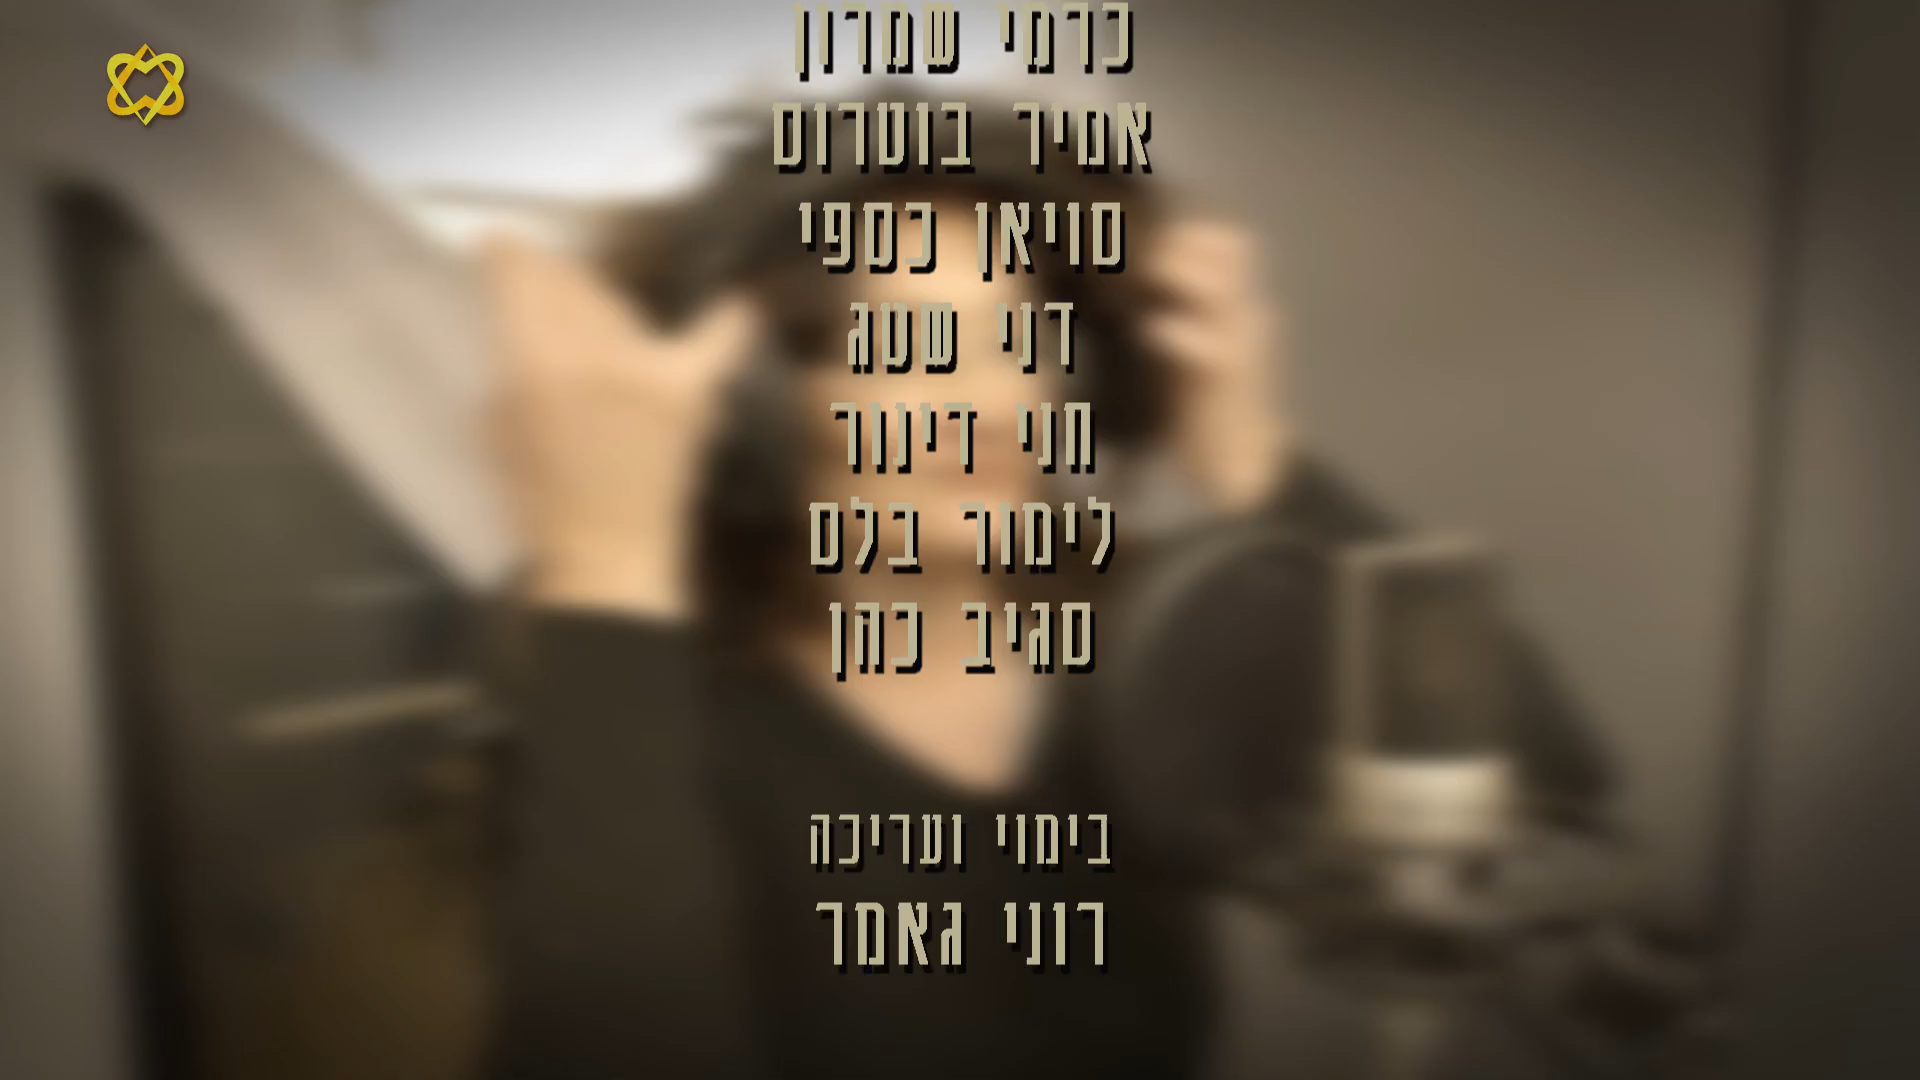 כרמי שמרון
אמיר בוטרוס
סויאן כספי
דני שטג
חני דינור
לימור בלס
סגיב כהן
בימוי ועריכה
רוני גאמר